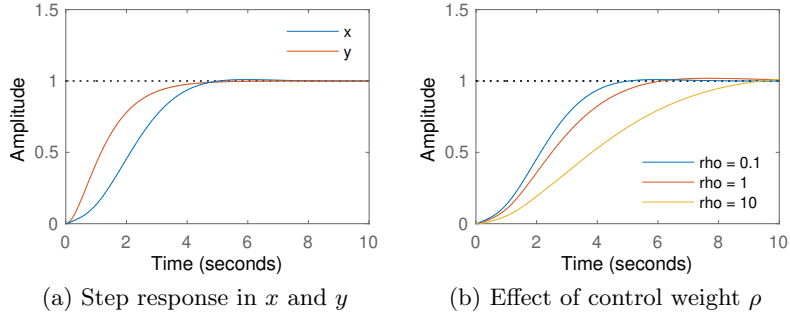 1.5
1
0.5
0
Amplitude
x
y
0 2 4 6 8 10
Time (seconds)
(a) Step response in x and y
1.5
1
0.5
0
Amplitude
rho = 0.1
rho = 1
rho = 10
0 2 4 6 8 10
Time (seconds)
(b) Effect of control weight ρ